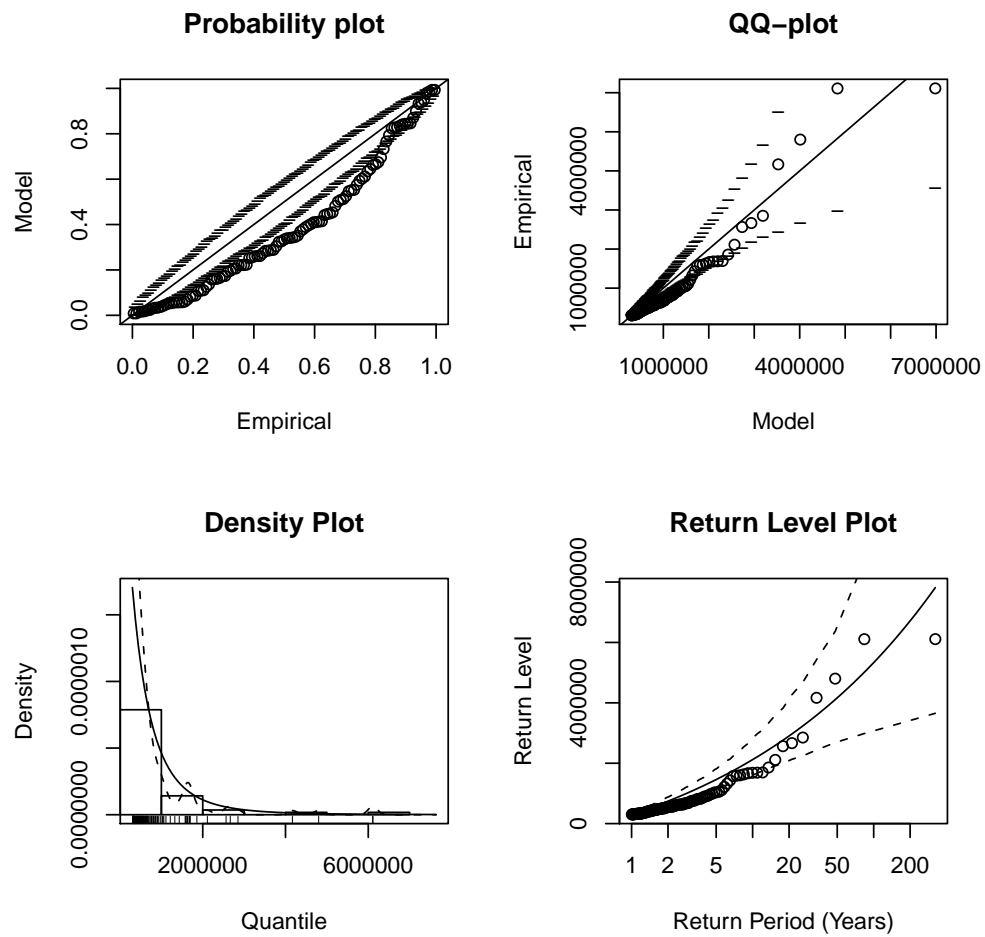 Probability plot
Model
0.0 0.4 0.8
0.0 0.2 0.4 0.6 0.8 1.0
Empirical
QQ−plot
Empirical
1000000 4000000
1000000 4000000 7000000
Model
Density Plot
Density
0.0000000 0.0000010
2000000 6000000
Quantile
Return Level Plot
Return Level
0 4000000 8000000
1 2 5 20 50 200
Return Period (Years)